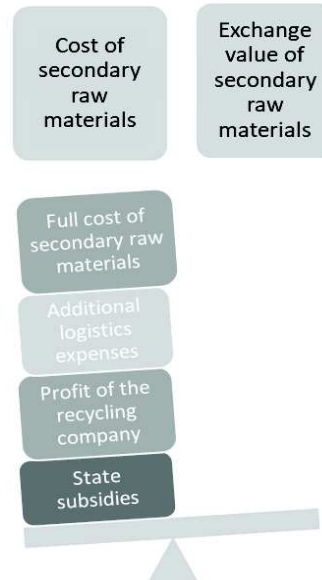 Cost of
secondary
raw
materials
Exchange
value of
secondary
raw
materials
Full cost of
secondary raw
materials
Additional
logistics
expenses
Profit of the
recycling
company
State
subsidies